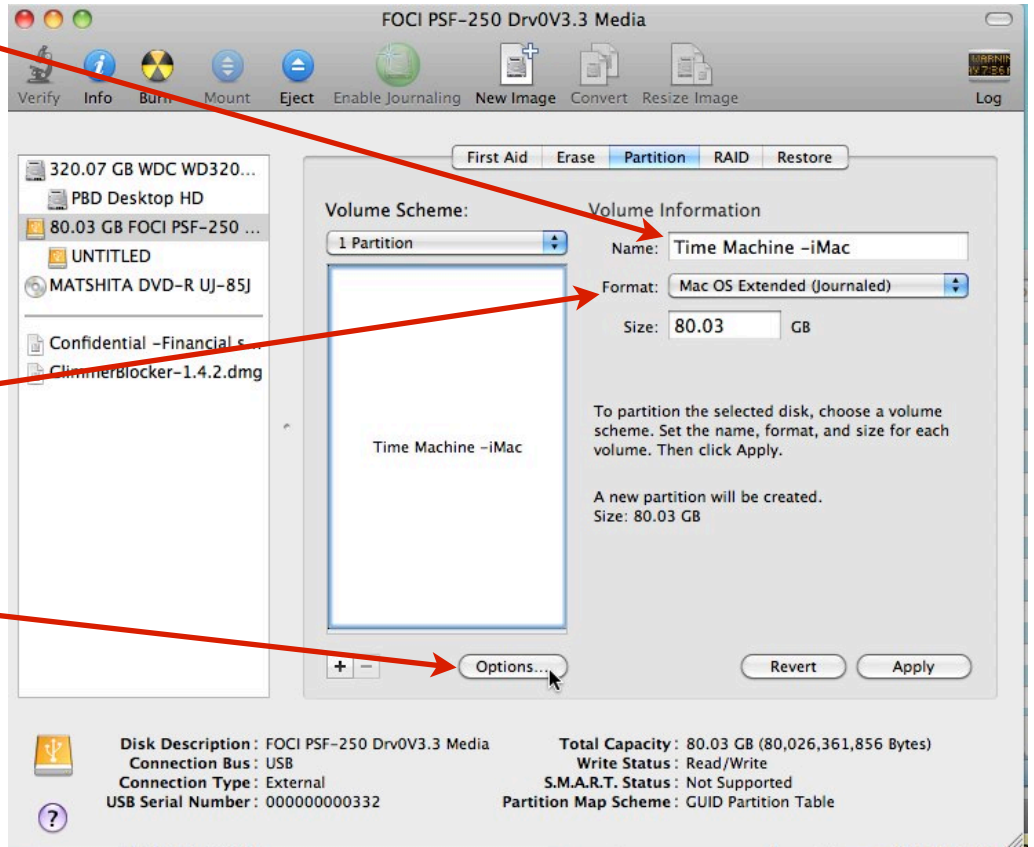 FOCI PSF-250 Drv0V3.3 Media
Verify Info Burn Mount Eject Enable Journaling New Image Convert Resize Image Log
First Aid Erase Partition RAID Restore
320.07 GB WDC WD320...
PBD Desktop HD
80.03 GB FOCI PSF-250 ...
UNTITLED
MATSHITA DVD-R UJ-85J
Confidential -Financial s...
GlimmerBlocker-1.4.2.dmg
Volume Scheme:
1 Partition
Time Machine -iMac
+ -
Options...
Volume Information
Name: Time Machine -iMac
Format: Mac OS Extended (Journaled)
Size: 80.03 GB
To partition the selected disk, choose a volume
scheme. Set the name, format, and size for each
volume. Then click Apply.
A new partition will be created.
Size: 80.03 GB
Revert Apply
Disk Description : FOCI PSF-250 Drv0V3.3 Media
Connection Bus : USB
Connection Type : External
USB Serial Number : 000000000332
Total Capacity : 80.03 GB (80,026,361,856 Bytes)
Write Status : Read/Write
S.M.A.R.T. Status : Not Supported
Partition Map Scheme : GUID Partition Table
?